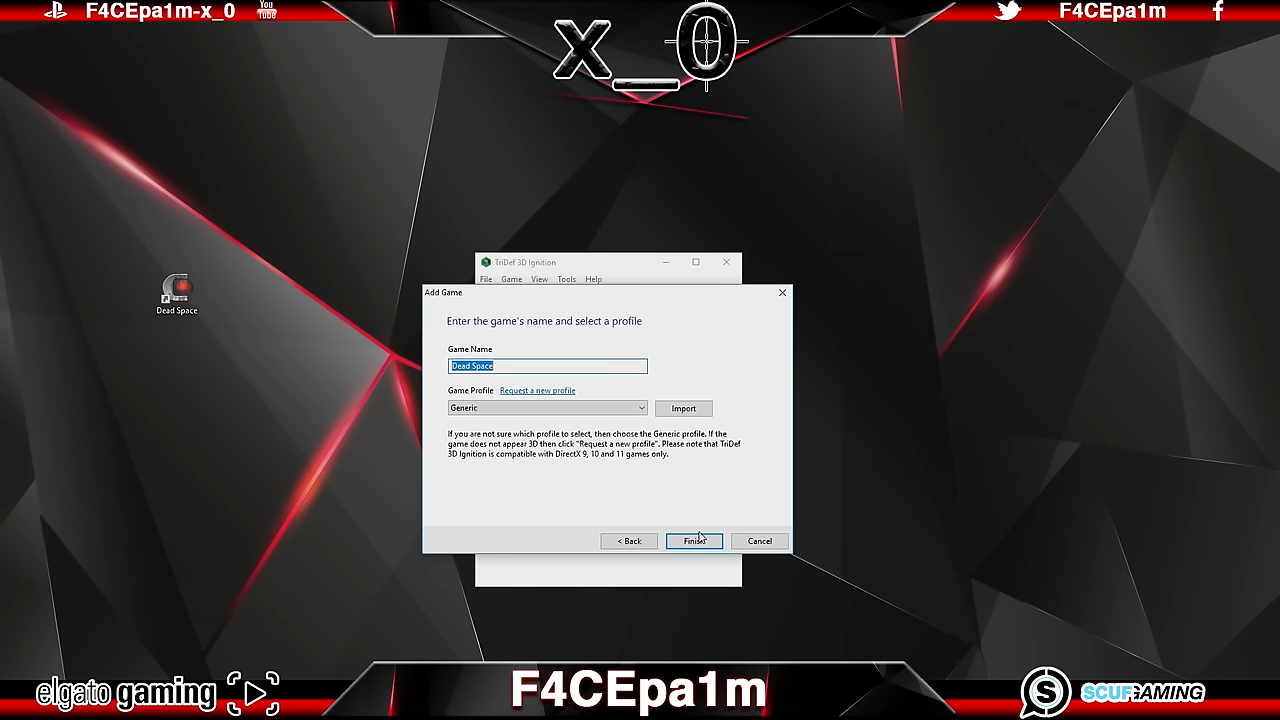 F4CEpa1m-x_0
You
Tube
F4CEpa1m
f
X_0
Dead Space
TriDef 3D Ignition
File Game View Tools Help
Add Game
Enter the game's name and select a profile
Game Name
Dead Space
Game Profile Request a new profile
Generic
Import
If you are not sure which profile to select, then choose the Generic profile. If the
game does not appear 3D then click "Request a new profile". Please note that TriDef
3D Ignition is compatible with DirectX 9, 10 and 11 games only.
< Back Finish Cancel
elgato gaming
F4CEpa1m
S
SCUFGAMING